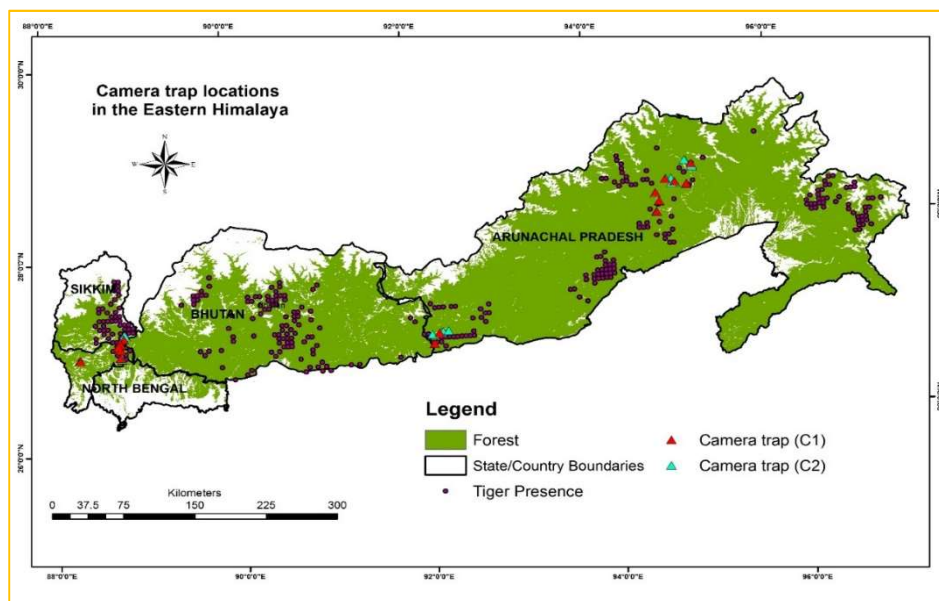 88°0'0"E 90°0'0"E 92°0'0"E 94°0'0"E 96°0'0"E
30°0'0"N
Camera trap locations
in the Eastern Himalaya
N
W E
S
28°0'0"N
ARUNACHAL PRADESH
SIKKIM
BHUTAN
NORTH BENGAL
26°0'0"N
Legend
Forest
State/Country Boundaries
Tiger Presence
Camera trap (C1)
Camera trap (C2)
Kilometers
0 37.5 75 150 225 300
88°0'0"E 90°0'0"E 92°0'0"E 94°0'0"E 96°0'0"E